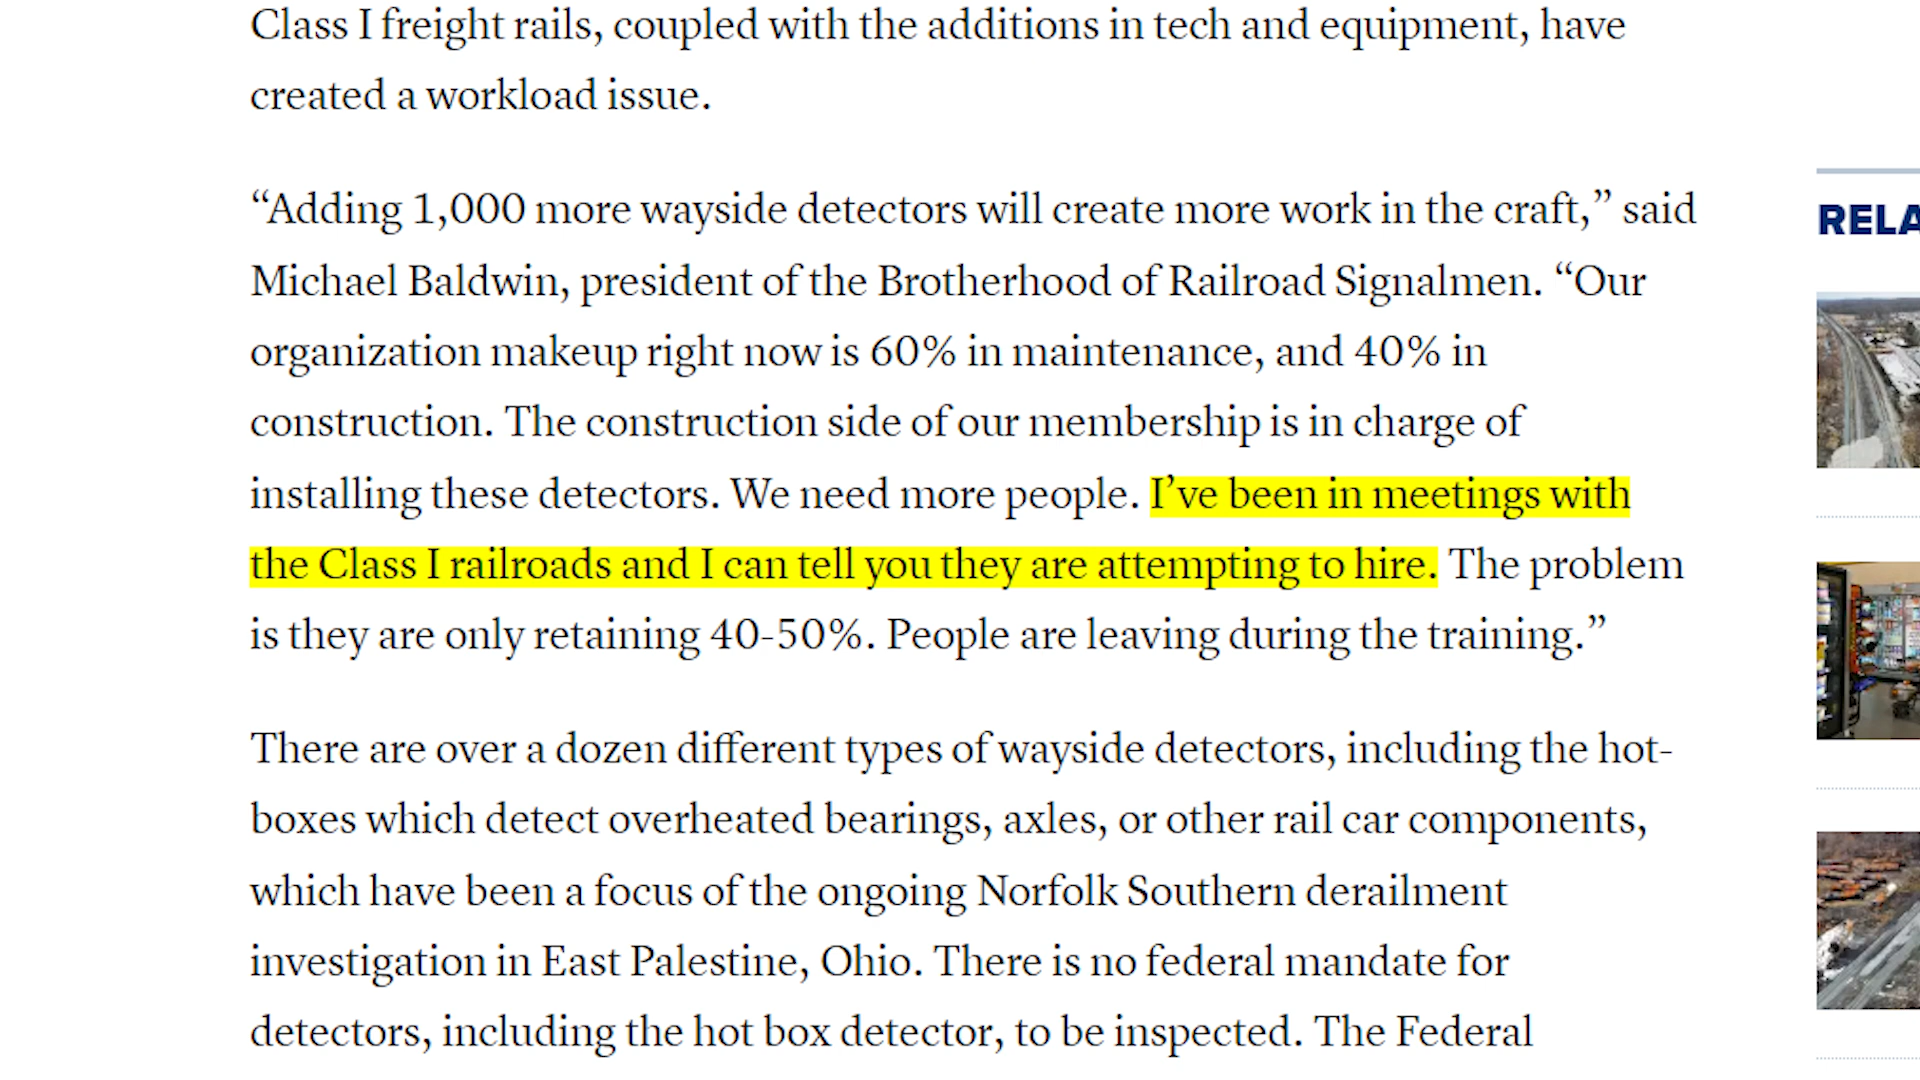 Class I freight rails, coupled with the additions in tech and equipment, have
created a workload issue.
“Adding 1,000 more wayside detectors will create more work in the craft,” said
Michael Baldwin, president of the Brotherhood of Railroad Signalmen. “Our
organization makeup right now is 60% in maintenance, and 40% in
construction. The construction side of our membership is in charge of
installing these detectors. We need more people. I’ve been in meetings with
the Class I railroads and I can tell you they are attempting to hire. The problem
is they are only retaining 40-50%. People are leaving during the training.”
There are over a dozen different types of wayside detectors, including the hot-
boxes which detect overheated bearings, axles, or other rail car components,
which have been a focus of the ongoing Norfolk Southern derailment
investigation in East Palestine, Ohio. There is no federal mandate for
detectors, including the hot box detector, to be inspected. The Federal
RELA